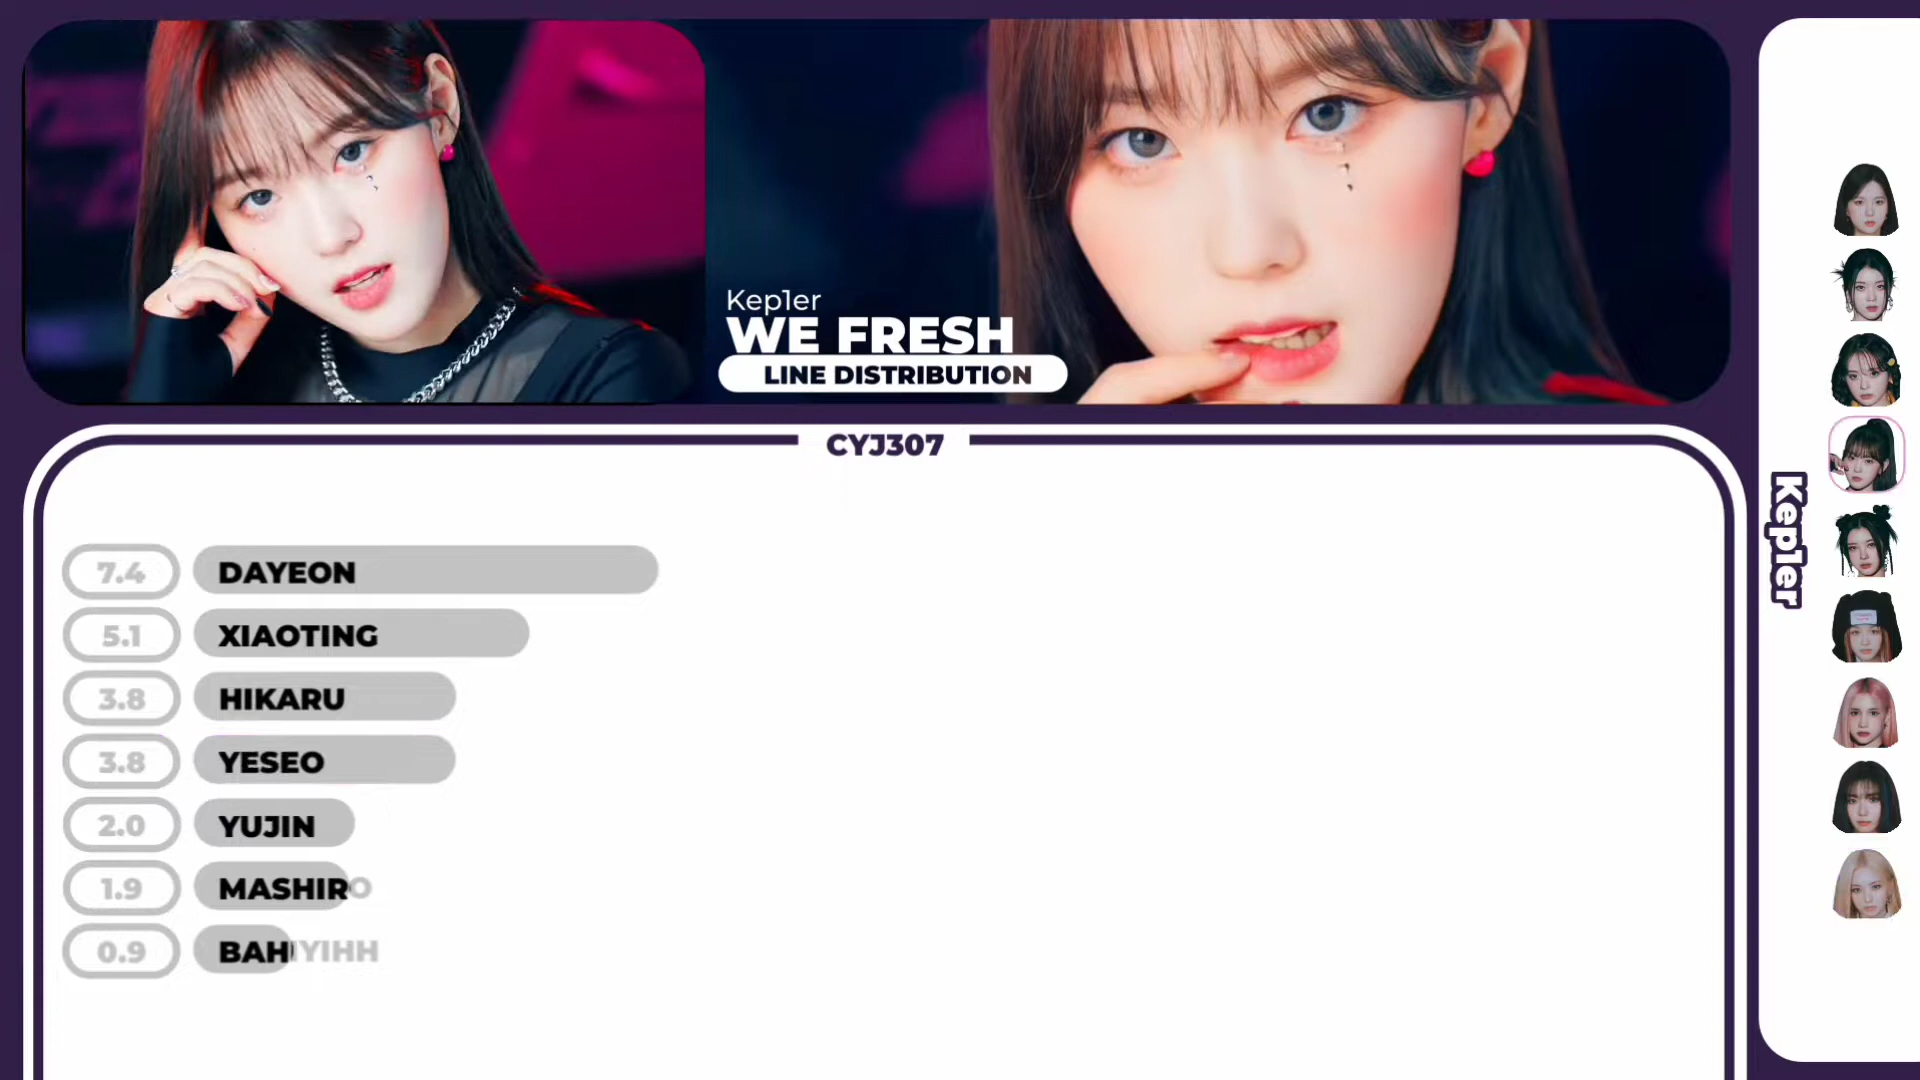 Kep1er
WE FRESH
LINE DISTRIBUTION
CYJ307
7.4 DAYEON
5.1 XIAOTING
3.8 HIKARU
3.8 YESEO
2.0 YUJIN
1.9 MASHIRO
0.9 BAHIYIHH
Kep1er